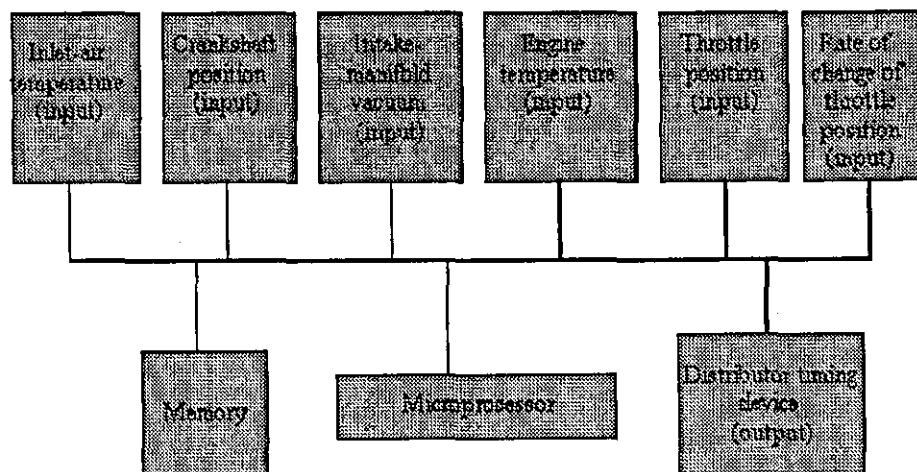 Inlet-air
temperature
(input)
Crankshaft
position
(input)
Intake-
manifold
vacuum
(input)
Engine
temperature
(input)
Throttle
position
(input)
Rate of
change of
throttle
position
(input)
Memory
Microprosessor
Distributor timing
device
(output)